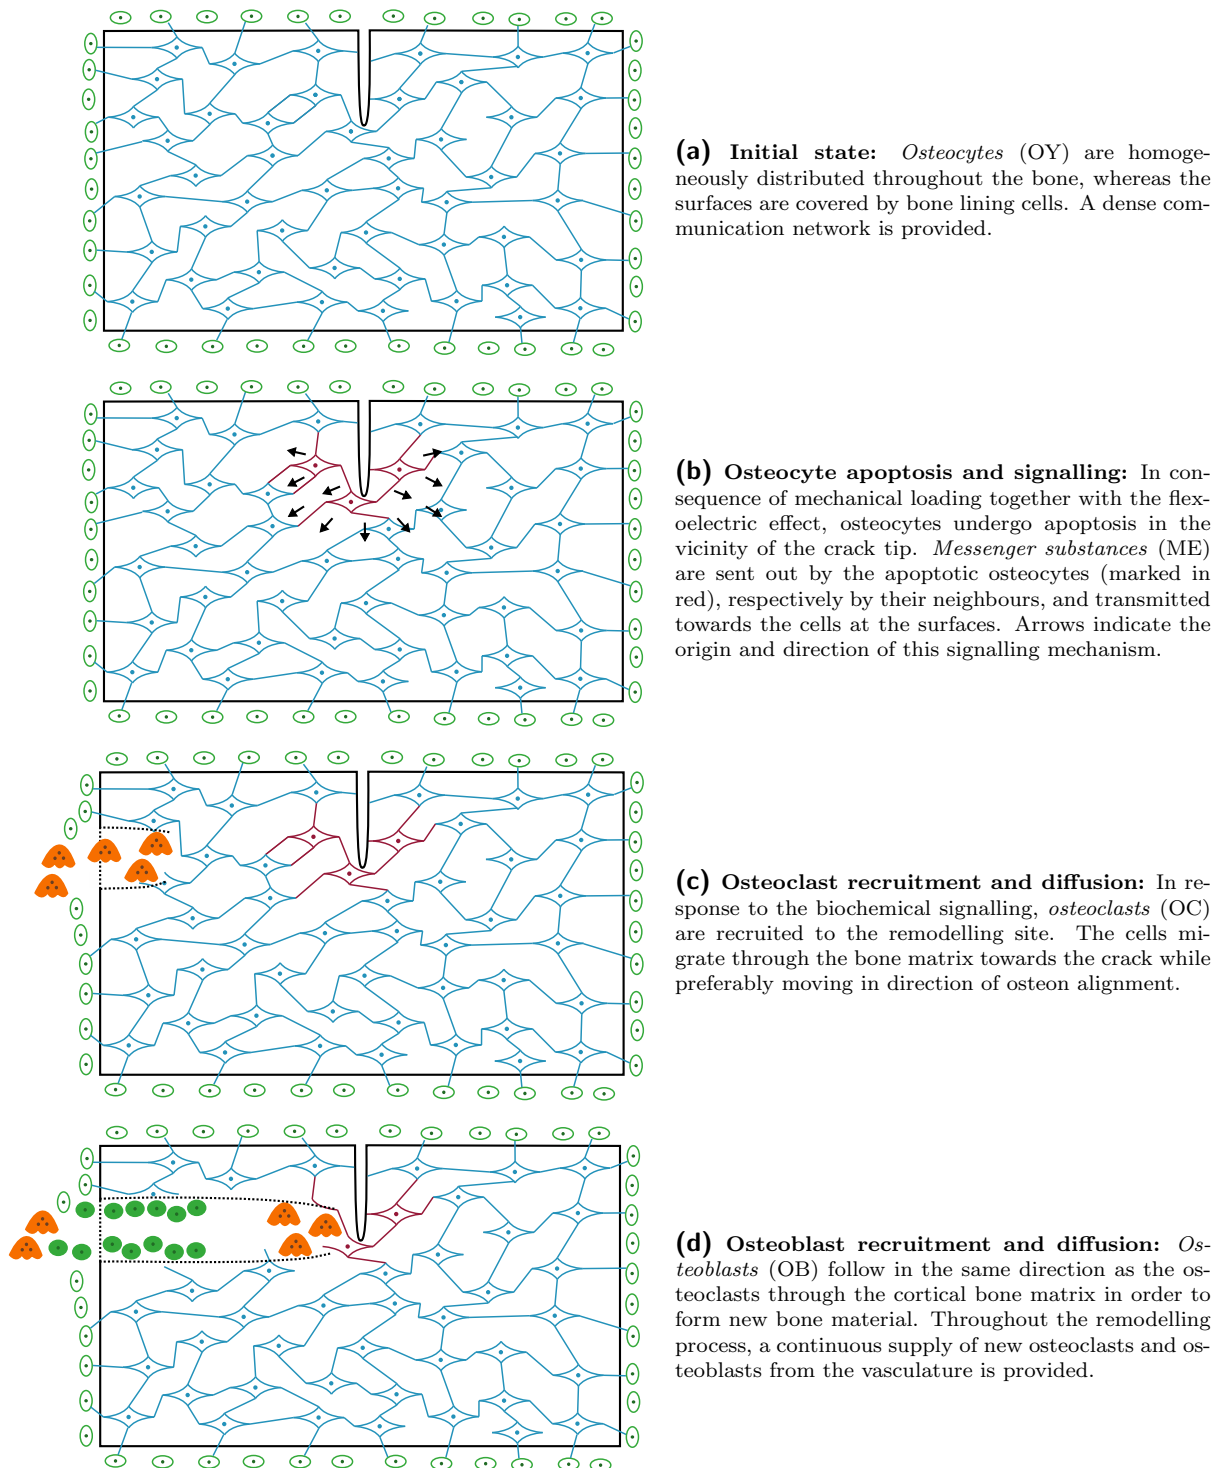 (a) Initial state: Osteocytes (OY) are homoge-
neously distributed throughout the bone, whereas the
surfaces are covered by bone lining cells. A dense com-
munication network is provided.
(b) Osteocyte apoptosis and signalling: In con-
sequence of mechanical loading together with the flex-
oelectric effect, osteocytes undergo apoptosis in the
vicinity of the crack tip. Messenger substances (ME)
are sent out by the apoptotic osteocytes (marked in
red), respectively by their neighbours, and transmitted
towards the cells at the surfaces. Arrows indicate the
origin and direction of this signalling mechanism.
(c) Osteoclast recruitment and diffusion: In re-
sponse to the biochemical signalling, osteoclasts (OC)
are recruited to the remodelling site. The cells mi-
grate through the bone matrix towards the crack while
preferably moving in direction of osteon alignment.
(d) Osteoblast recruitment and diffusion: Os-
teoblasts (OB) follow in the same direction as the os-
teoclasts through the cortical bone matrix in order to
form new bone material. Throughout the remodelling
process, a continuous supply of new osteoclasts and os-
teoblasts from the vasculature is provided.